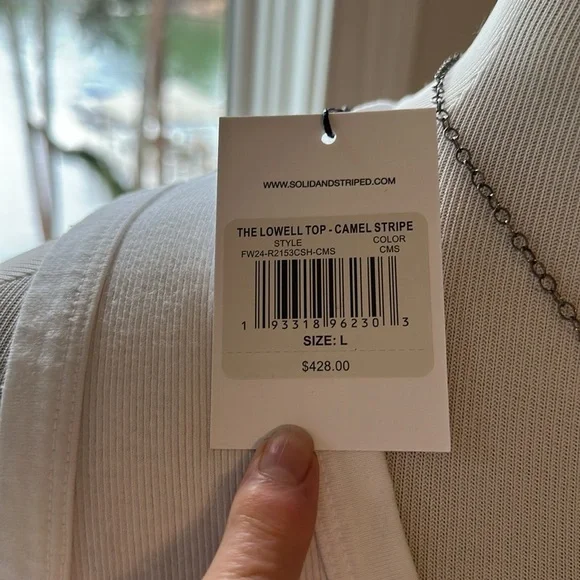 WWW.SOLIDANDSTRIPED.COM
THE LOWELL TOP - CAMEL STRIPE
STYLE COLOR
FW24-R2153CSH-CMS CMS
1 93318 96230 3
SIZE: L
$428.00